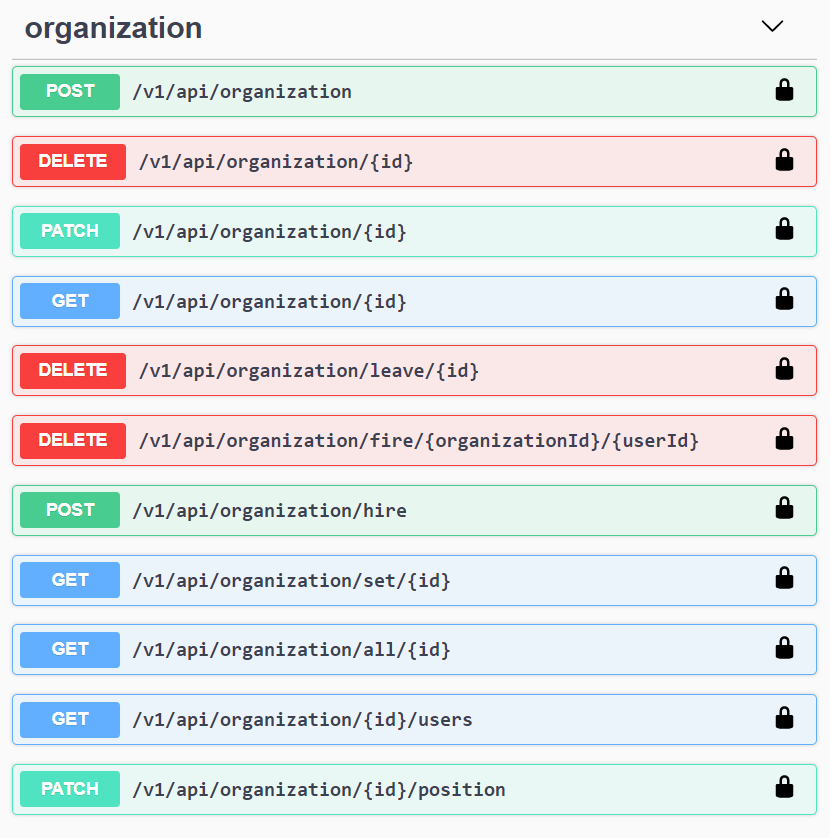 organization
POST /v1/api/organization
DELETE /v1/api/organization/{id}
PATCH /v1/api/organization/{id}
GET /v1/api/organization/{id}
DELETE /v1/api/organization/leave/{id}
DELETE /v1/api/organization/fire/{organizationId}/{userId}
POST /v1/api/organization/hire
GET /v1/api/organization/set/{id}
GET /v1/api/organization/all/{id}
GET /v1/api/organization/{id}/users
PATCH /v1/api/organization/{id}/position